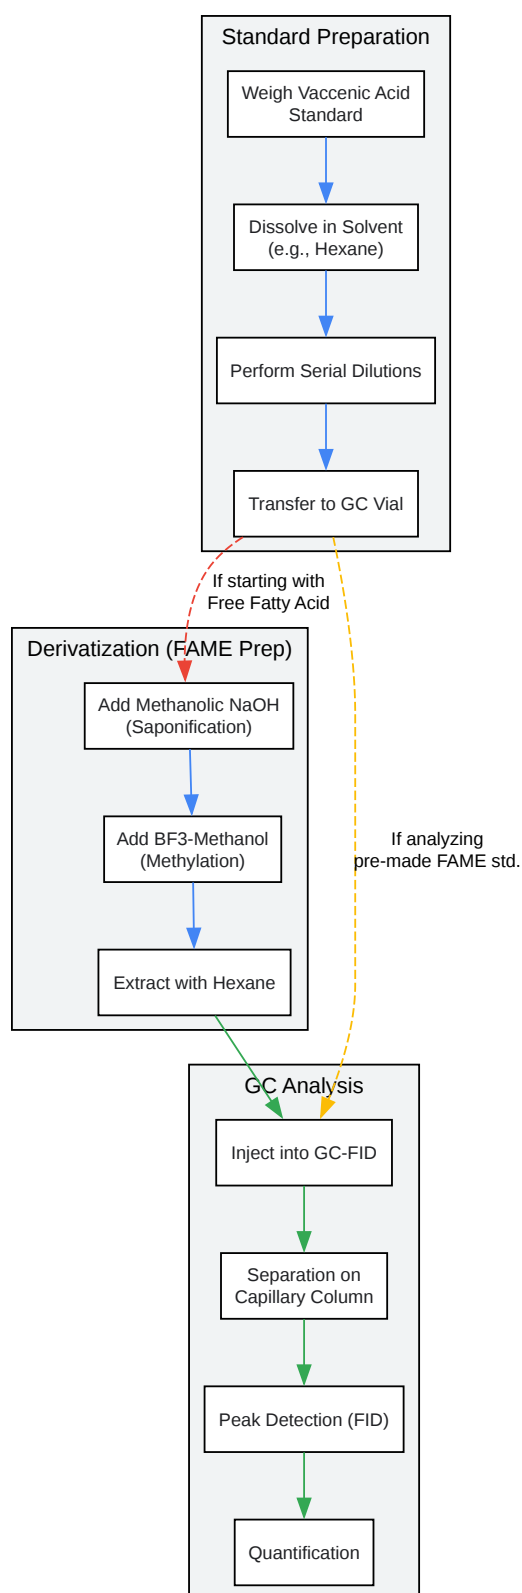 Standard Preparation
Weigh Vaccenic Acid
Standard
Dissolve in Solvent
(e.g., Hexane)
Perform Serial Dilutions
Transfer to GC Vial
If starting with
Free Fatty Acid
Derivatization (FAME Prep)
Add Methanolic NaOH
(Saponification)
Add BF3-Methanol
(Methylation)
If analyzing
pre-made FAME std.
Extract with Hexane
GC Analysis
Inject into GC-FID
Separation on
Capillary Column
Peak Detection (FID)
Quantification